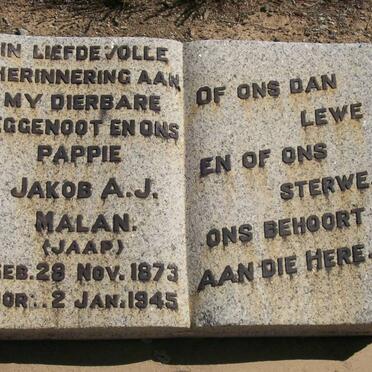 IN LIEFDEVOLLE
HERINNERING AAN
MY DIERBARE
EGGENOOT EN ONS
PAPPIE
JAKOB A.J.
MALAN.
(JAAP)
GEB. 28 NOV. 1873
OOR: 2 JAN. 1945
OF ONS DAN
LEWE
EN OF ONS
STERWE
ONS BEHOORT
AAN DIE HERE.